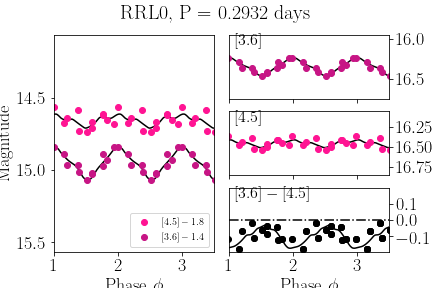 RRL0, P = 0.2932 days
Magnitude
14.5
15.0
15.5
[4.5] − 1.8
[3.6] − 1.4
1
2
3
Phase ϕ
[3.6]
16.0
16.5
[4.5]
16.25
16.50
16.75
[3.6] − [4.5]
0.1
0.0
−0.1
1
2
3
Phase ϕ